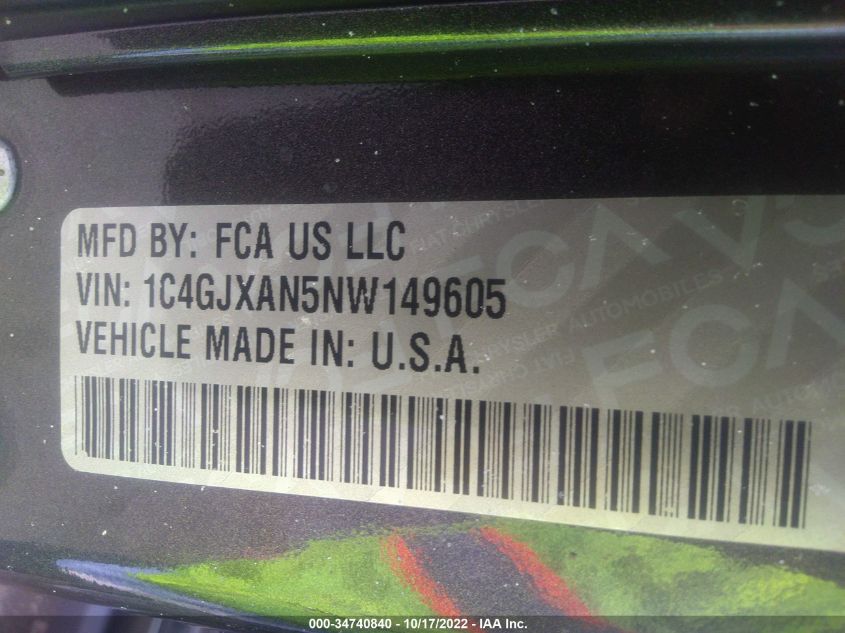 MFD BY: FCA US LLC
VIN: 1C4GJXAN5NW149605
VEHICLE MADE IN: U.S.A.
000-34740840 - 10/17/2022 - IAA Inc.